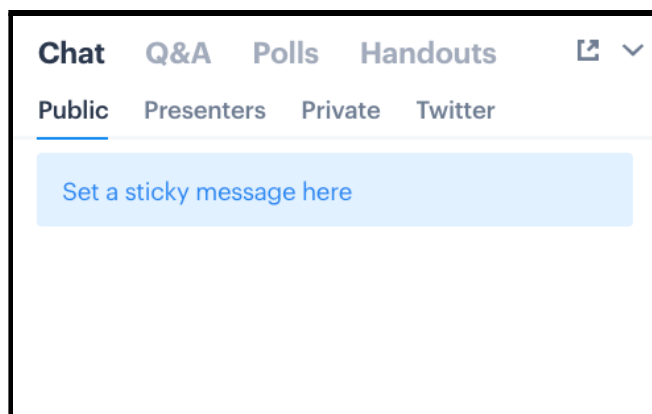 Chat Q&A Polls Handouts
Public Presenters Private Twitter
Set a sticky message here